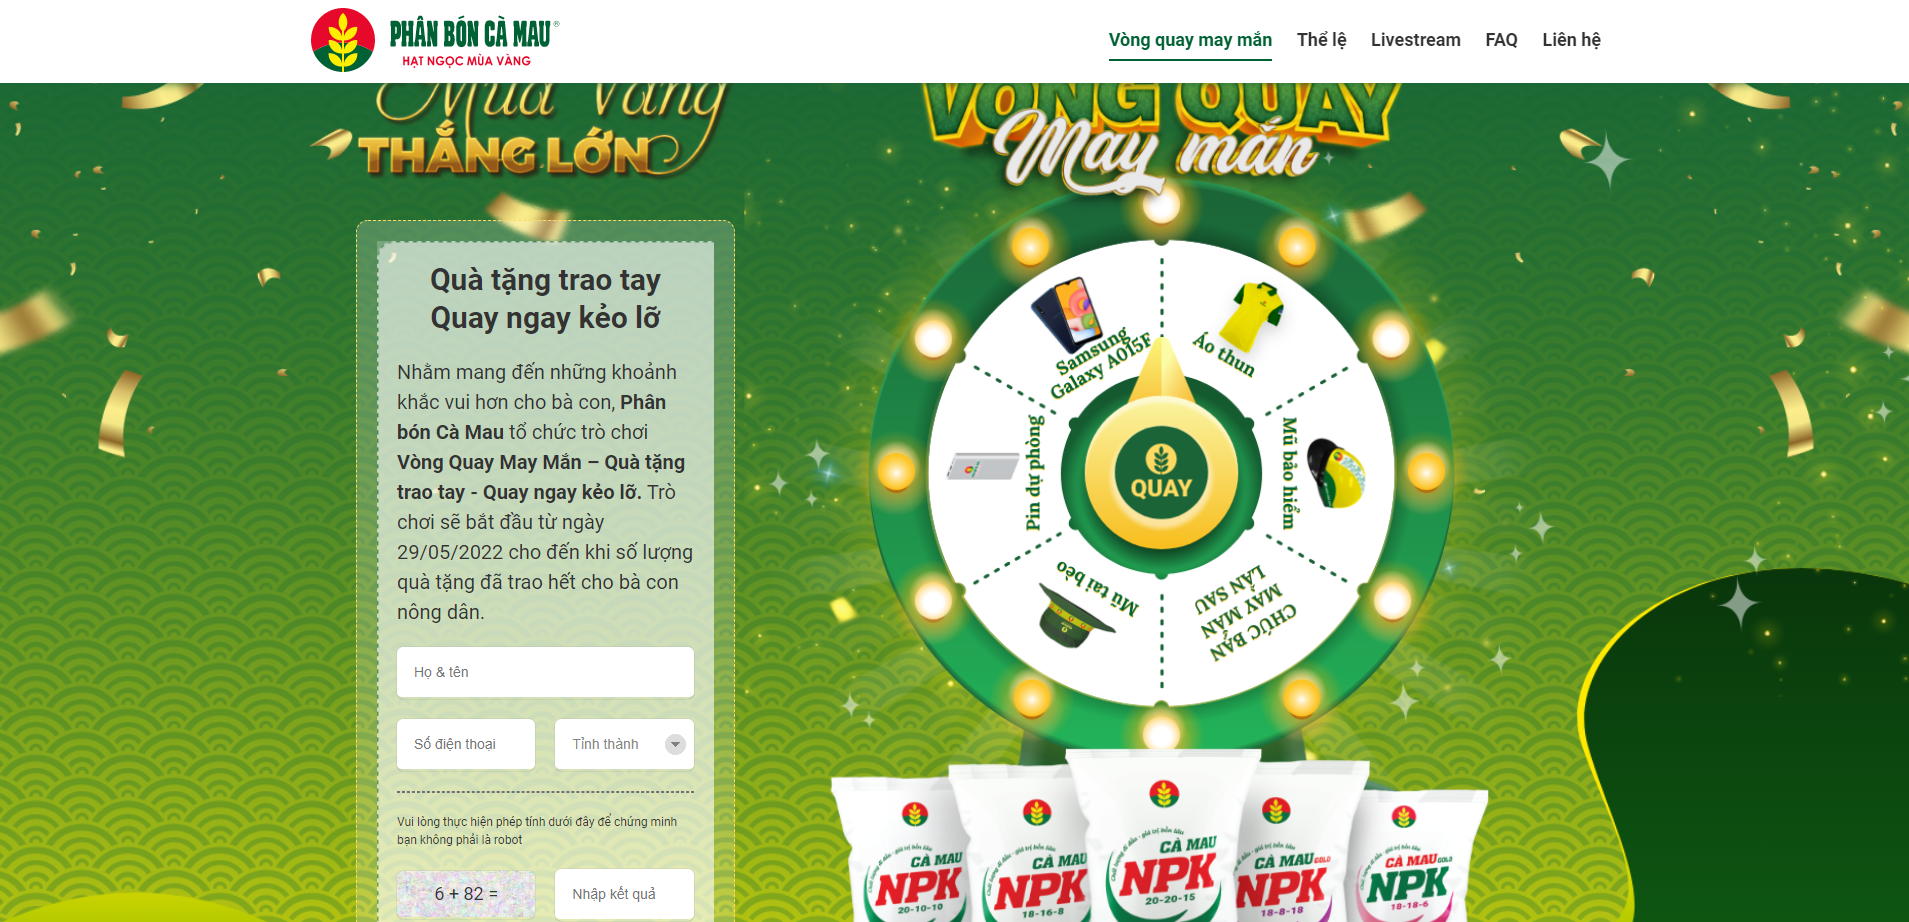 PHÂN BÓN CÀ MAU
®
HẠT NGỌC MÙA VÀNG
Vòng quay may mắn
Thể lệ
Livestream
FAQ
Liên hệ
Mùa Vàng
THẮNG LỚN
VÒNG QUAY
May mắn
Quà tặng trao tay
Quay ngay kẻo lỡ
Nhằm mang đến những khoảnh
khắc vui hơn cho bà con, Phân
bón Cà Mau tổ chức trò chơi
Vòng Quay May Mắn – Quà tặng
trao tay - Quay ngay kẻo lỡ. Trò
chơi sẽ bắt đầu từ ngày
29/05/2022 cho đến khi số lượng
quà tặng đã trao hết cho bà con
nông dân.
Họ & tên
Số điện thoại
Tỉnh thành
Vui lòng thực hiện phép tính dưới đây để chứng minh
bạn không phải là robot
6 + 82 =
Nhập kết quả
Samsung
Galaxy A015F
Áo thun
Pin dự phòng
Mũ bảo hiểm
QUAY
Mũ tai bèo
CHÚC BẠN
MAY MẮN
LẦN SAU
CÀ MAU
NPK
20-10-10
CÀ MAU
NPK
18-16-8
Chất lượng đi đầu - giá trị bền lâu
CÀ MAU
NPK
20-20-15
CÀ MAU GOLD
NPK
18-8-18
CÀ MAU GOLD
NPK
18-18-6